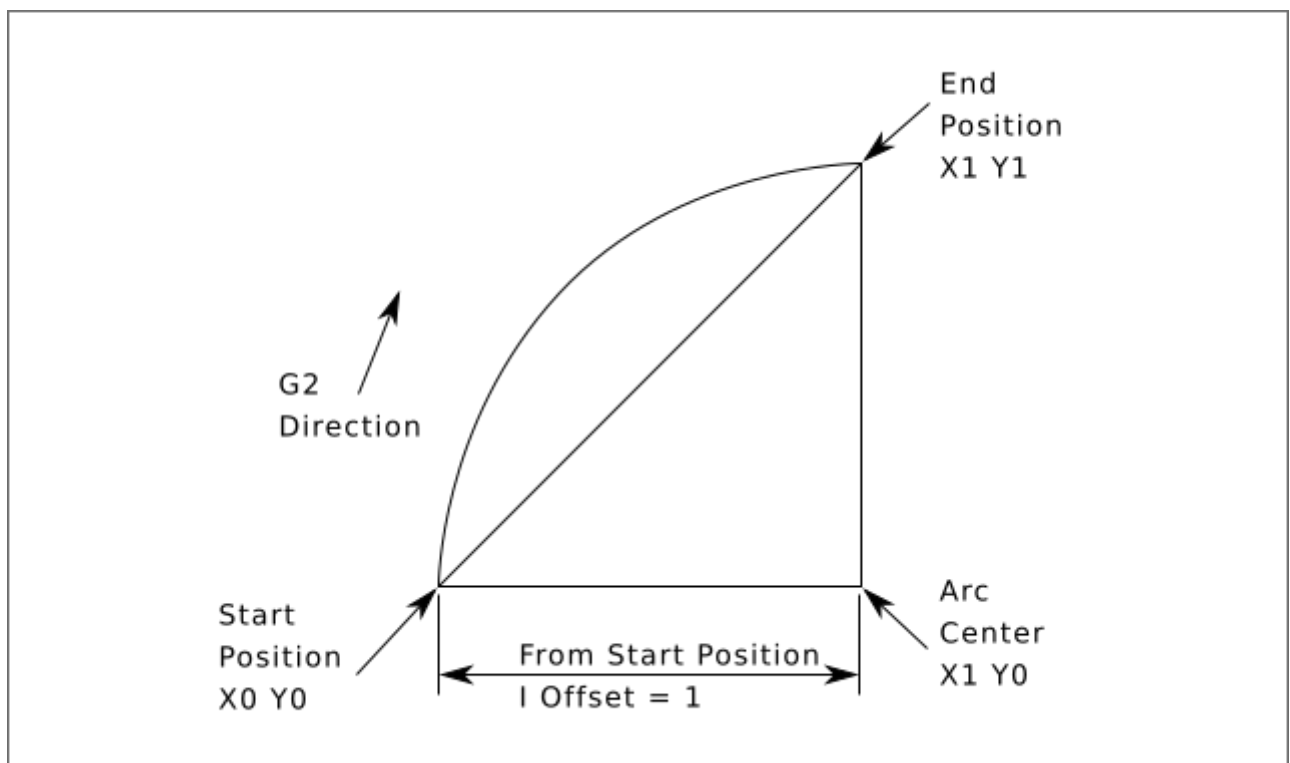 End
Position
X1 Y1
G2
Direction
Start
Position
X0 Y0
From Start Position
I Offset = 1
Arc
Center
X1 Y0